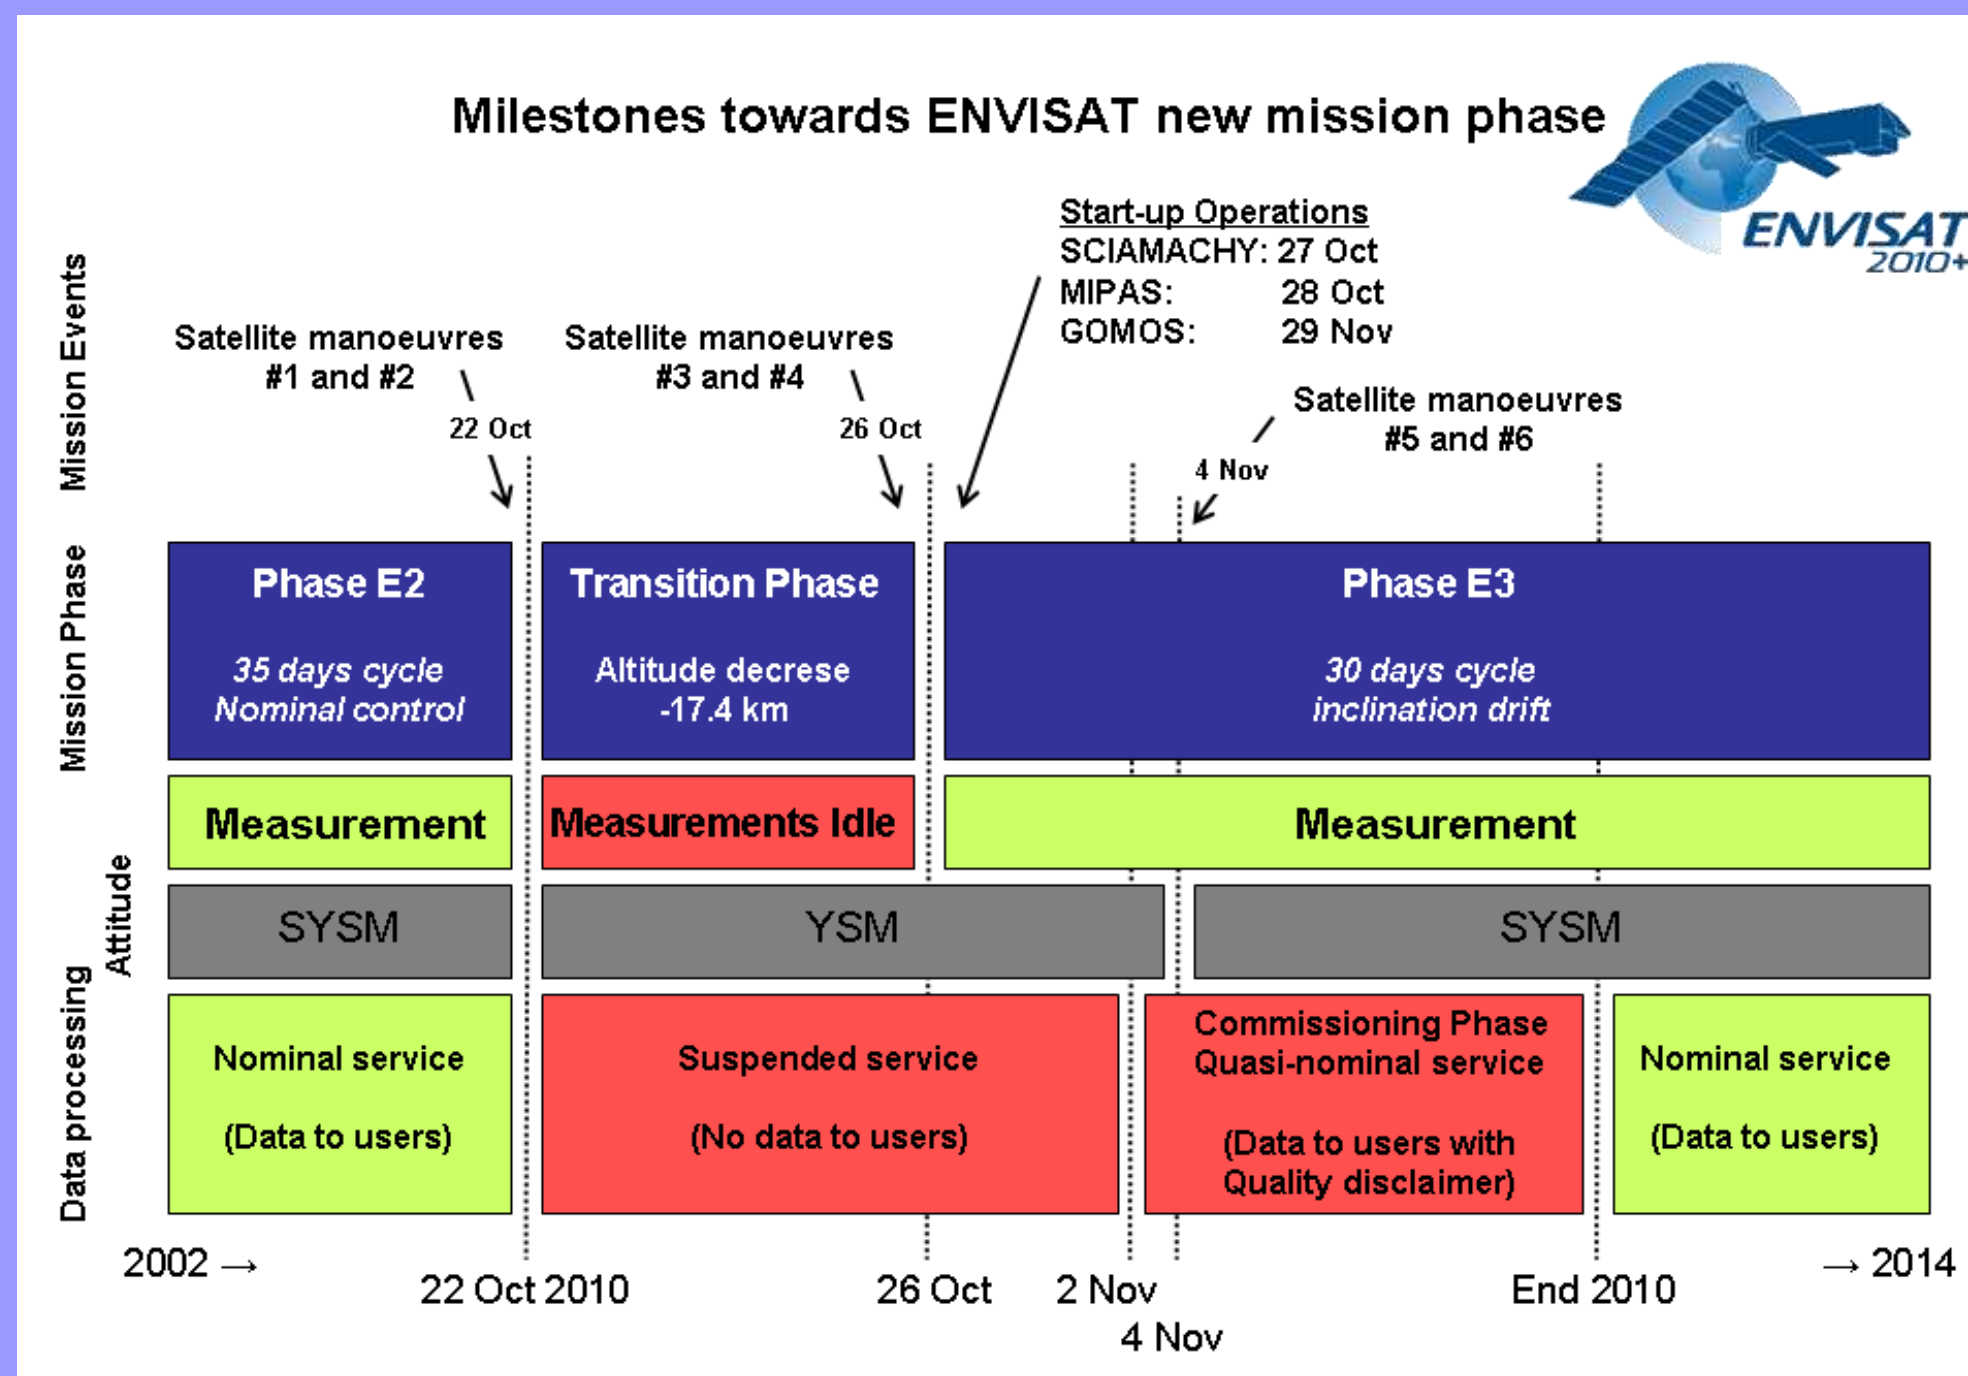 Milestones towards ENVISAT new mission phase
ENVISAT
2010+
Mission Events
Satellite manoeuvres
#1 and #2
22 Oct
Satellite manoeuvres
#3 and #4
26 Oct
Start-up Operations
SCIAMACHY: 27 Oct
MIPAS: 28 Oct
GOMOS: 29 Nov
Satellite manoeuvres
#5 and #6
4 Nov
Mission Phase
Phase E2
35 days cycle
Nominal control
Transition Phase
Altitude decrese
-17.4 km
Phase E3
30 days cycle
inclination drift
Measurement
Measurements Idle
Measurement
Attitude
SYSM
YSM
SYSM
Data processing
Nominal service
(Data to users)
Suspended service
(No data to users)
Commissioning Phase
Quasi-nominal service
(Data to users with
Quality disclaimer)
Nominal service
(Data to users)
2002 →
22 Oct 2010
26 Oct
2 Nov
4 Nov
End 2010
→ 2014